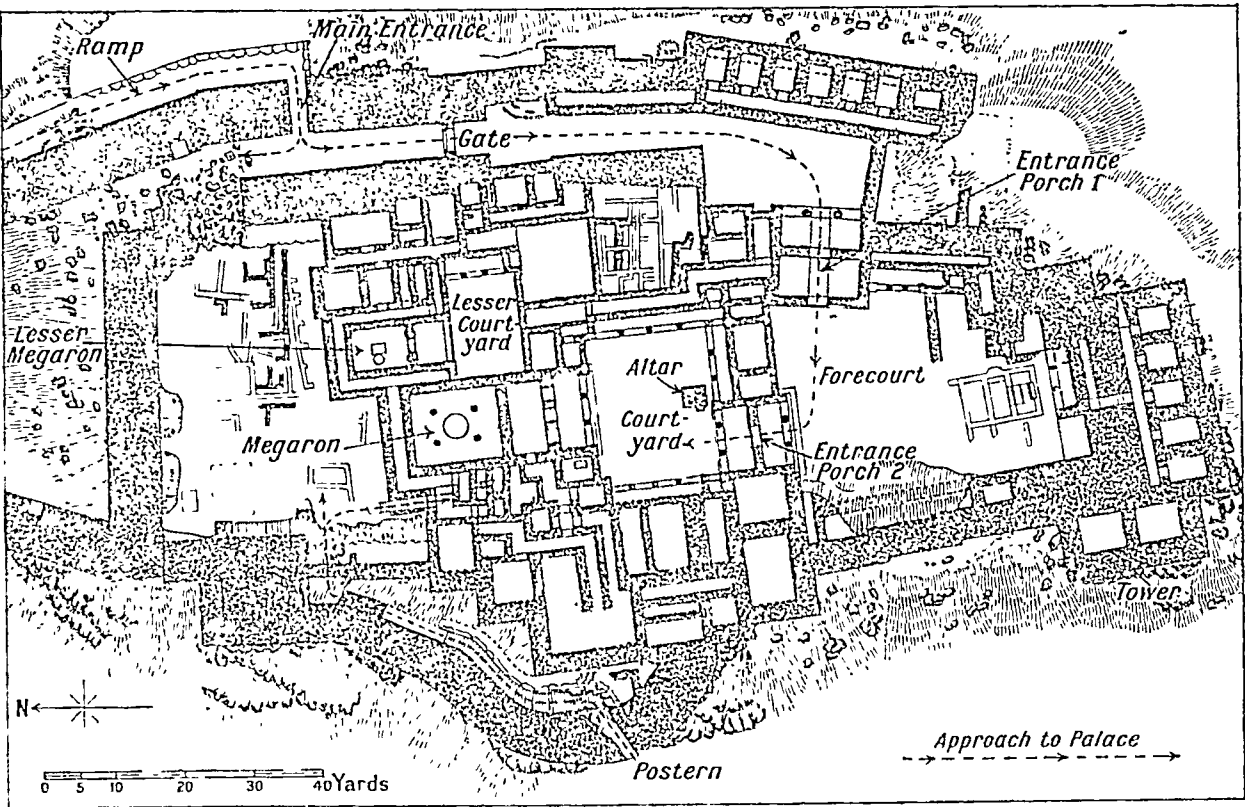 Ramp
Main Entrance
Gate
Entrance
Porch 1
Lesser
Court-
yard
Lesser
Megaron
Altar
Forecourt
Court-
yard
Megaron
Entrance
Porch 2
Tower
N
Approach to Palace
0 5 10 20 30 40 Yards
Postern